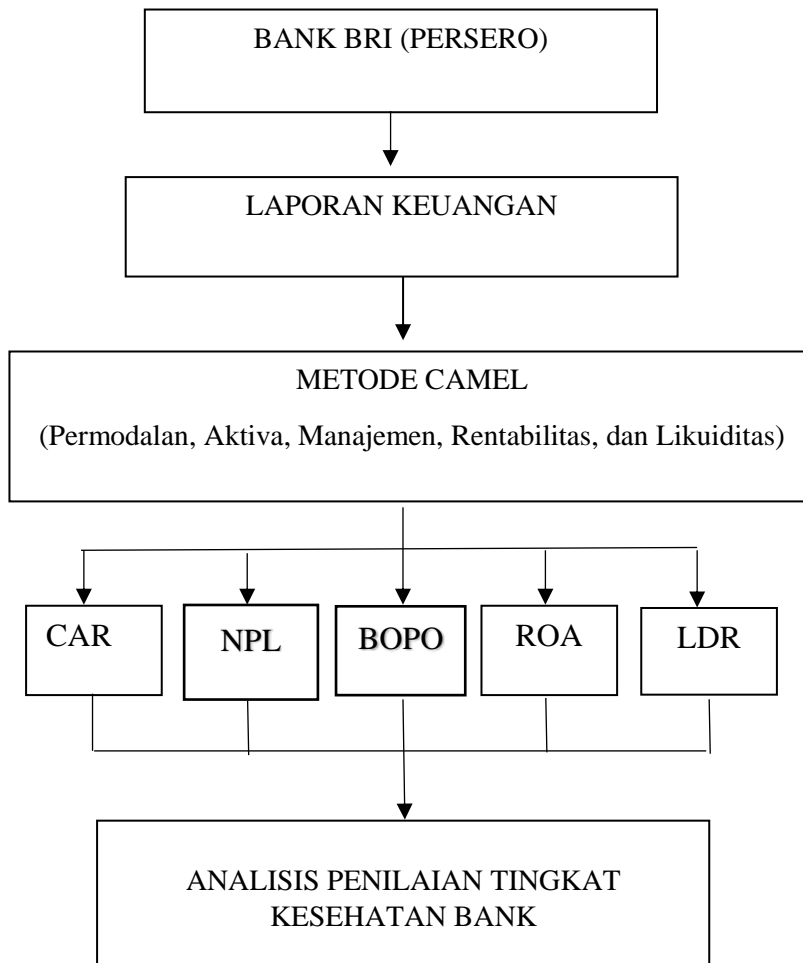 BANK BRI (PERSERO)
LAPORAN KEUANGAN
METODE CAMEL
(Permodalan, Aktiva, Manajemen, Rentabilitas, dan Likuiditas)
CAR
NPL
BOPO
ROA
LDR
ANALISIS PENILAIAN TINGKAT
KESEHATAN BANK